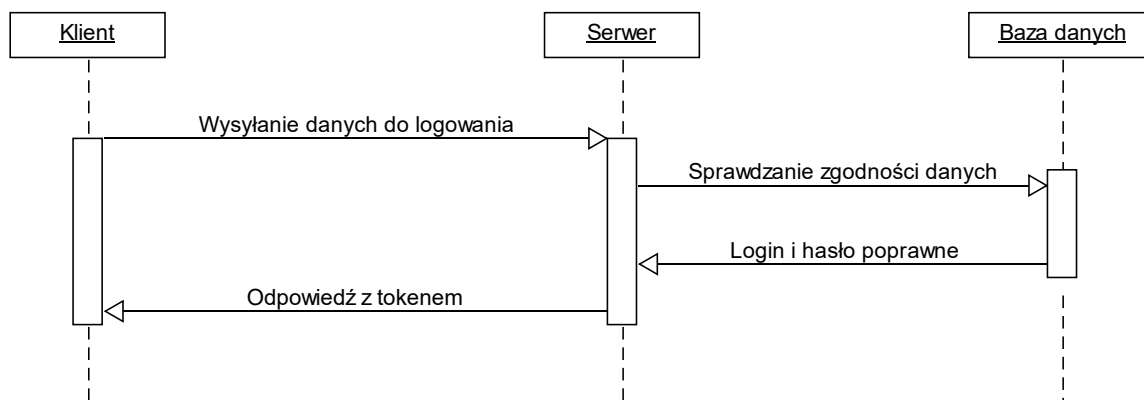 Klient
Serwer
Baza danych
Wysyłanie danych do logowania
Sprawdzanie zgodności danych
Login i hasło poprawne
Odpowiedź z tokenem